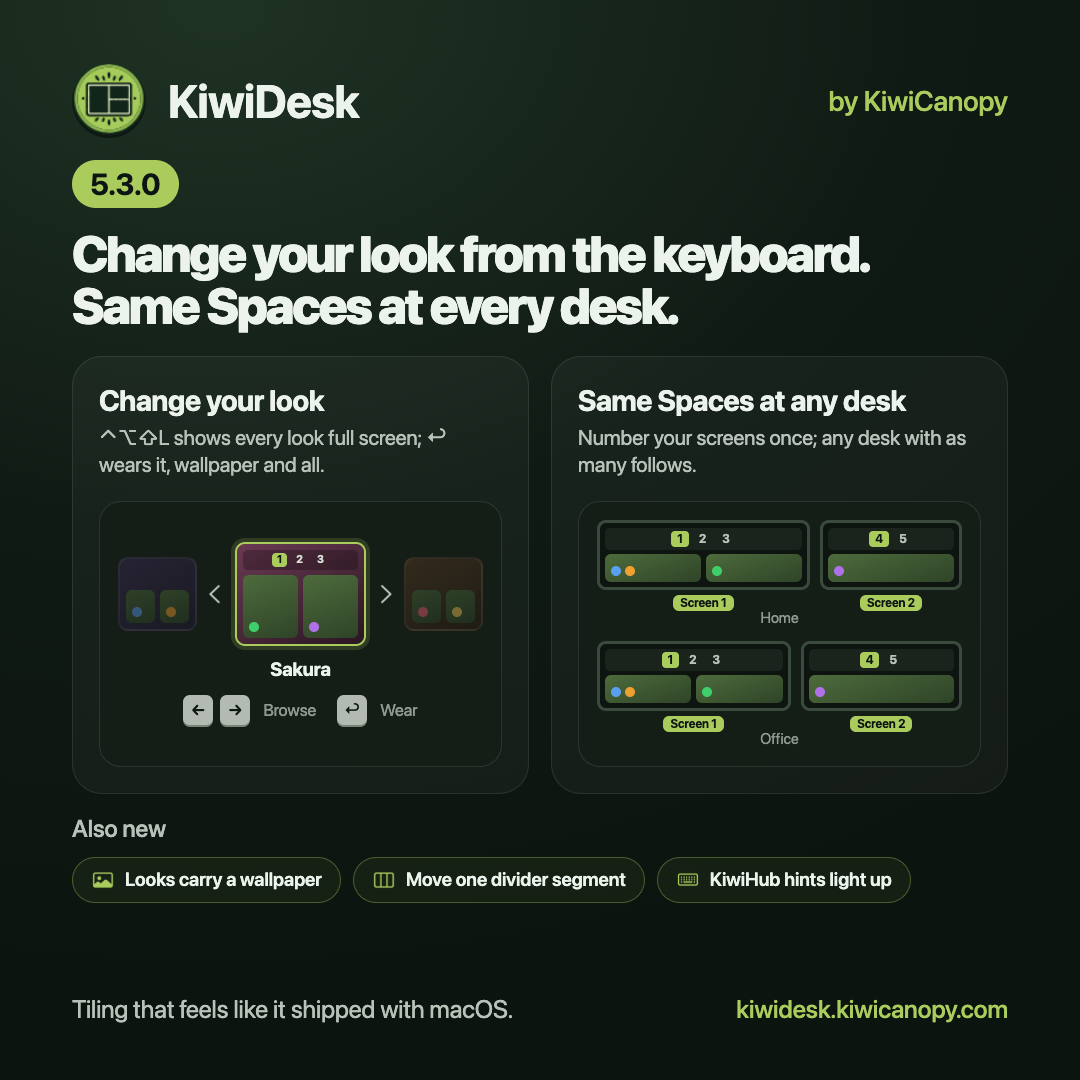 KiwiDesk
by KiwiCanopy
5.3.0
Change your look from the keyboard.
Same Spaces at every desk.
Change your look
⌃⌥⇧L shows every look full screen; ↩
wears it, wallpaper and all.
1 2 3
Sakura
← → Browse ↩ Wear
Same Spaces at any desk
Number your screens once; any desk with as
many follows.
1 2 3
4 5
Screen 1
Screen 2
Home
1 2 3
4 5
Screen 1
Screen 2
Office
Also new
Looks carry a wallpaper
Move one divider segment
KiwiHub hints light up
Tiling that feels like it shipped with macOS.
kiwidesk.kiwicanopy.com